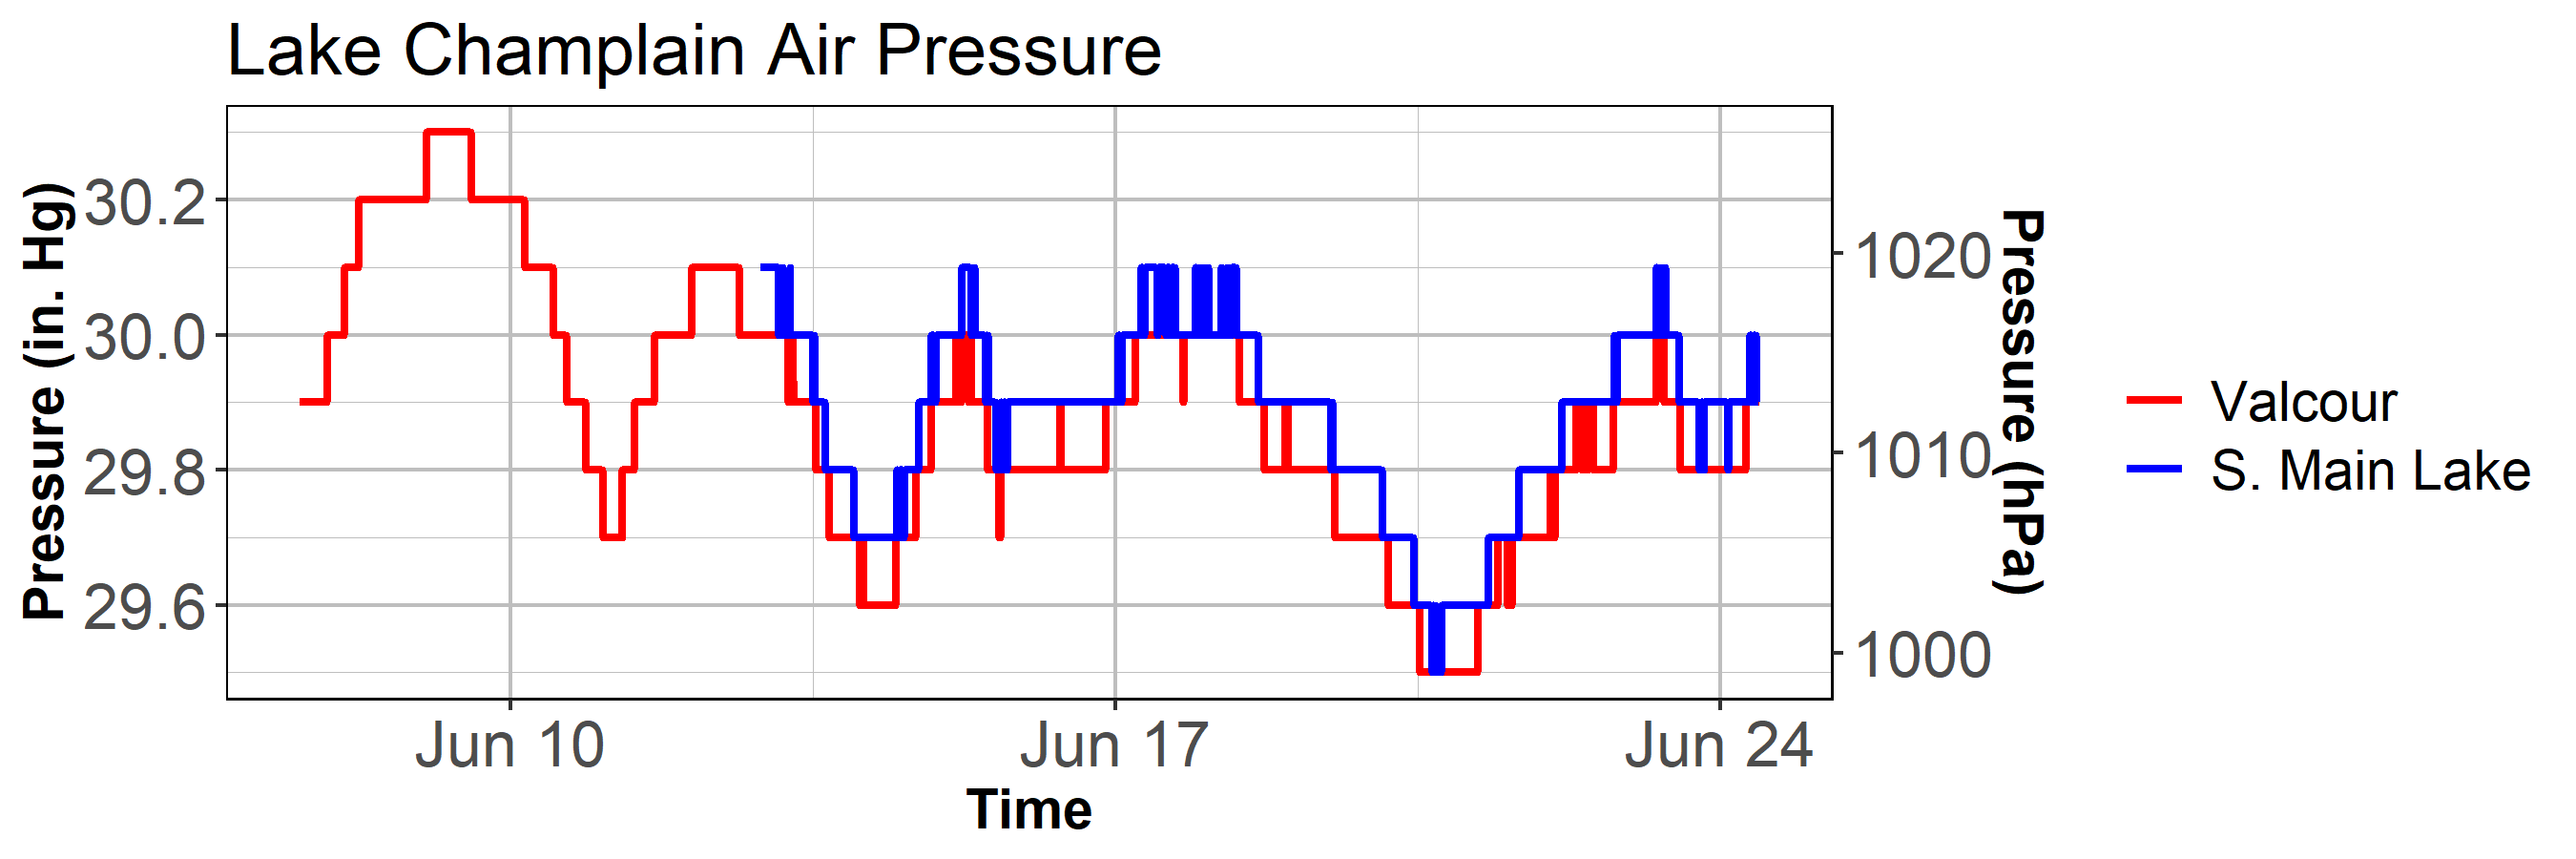 Lake Champlain Air Pressure
Pressure (in. Hg)
30.2
30.0
29.8
29.6
1020
1010
1000
Pressure (hPa)
Valcour
S. Main Lake
Jun 10
Jun 17
Jun 24
Time